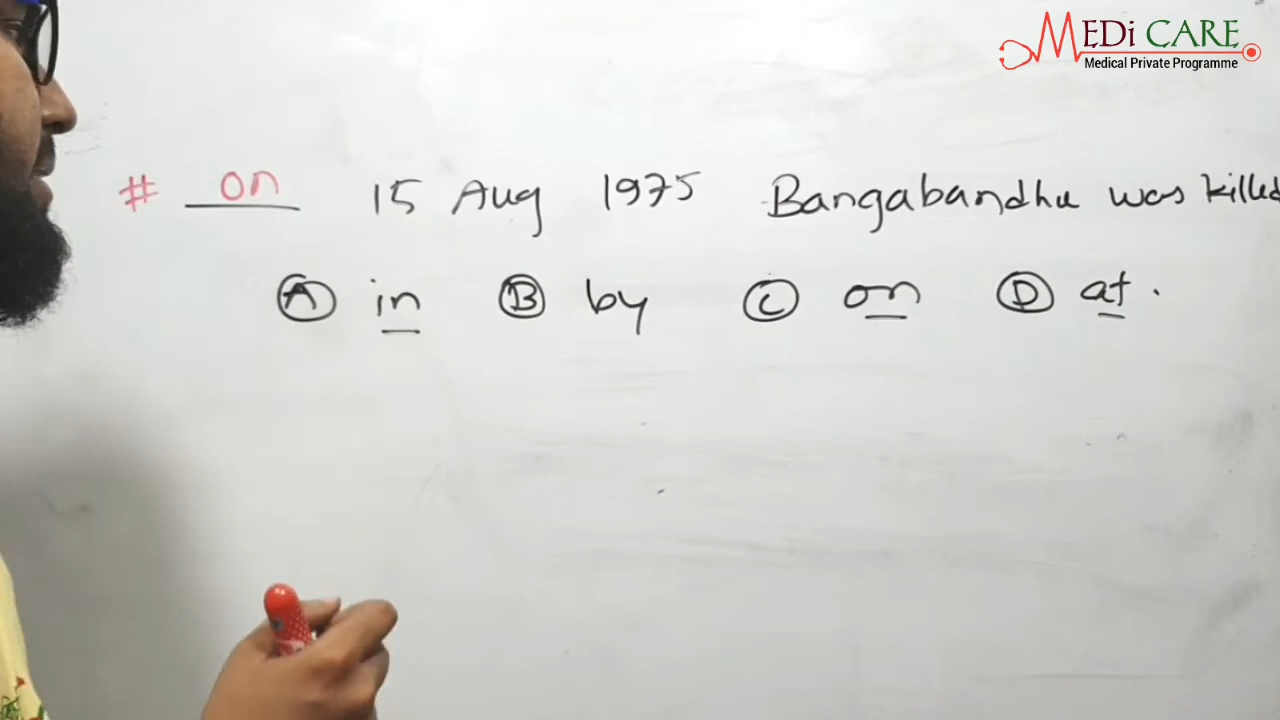 MEDi CARE
Medical Private Programme
# on 15 Aug 1975 Bangabandhu was killed
A in B by C on D at.